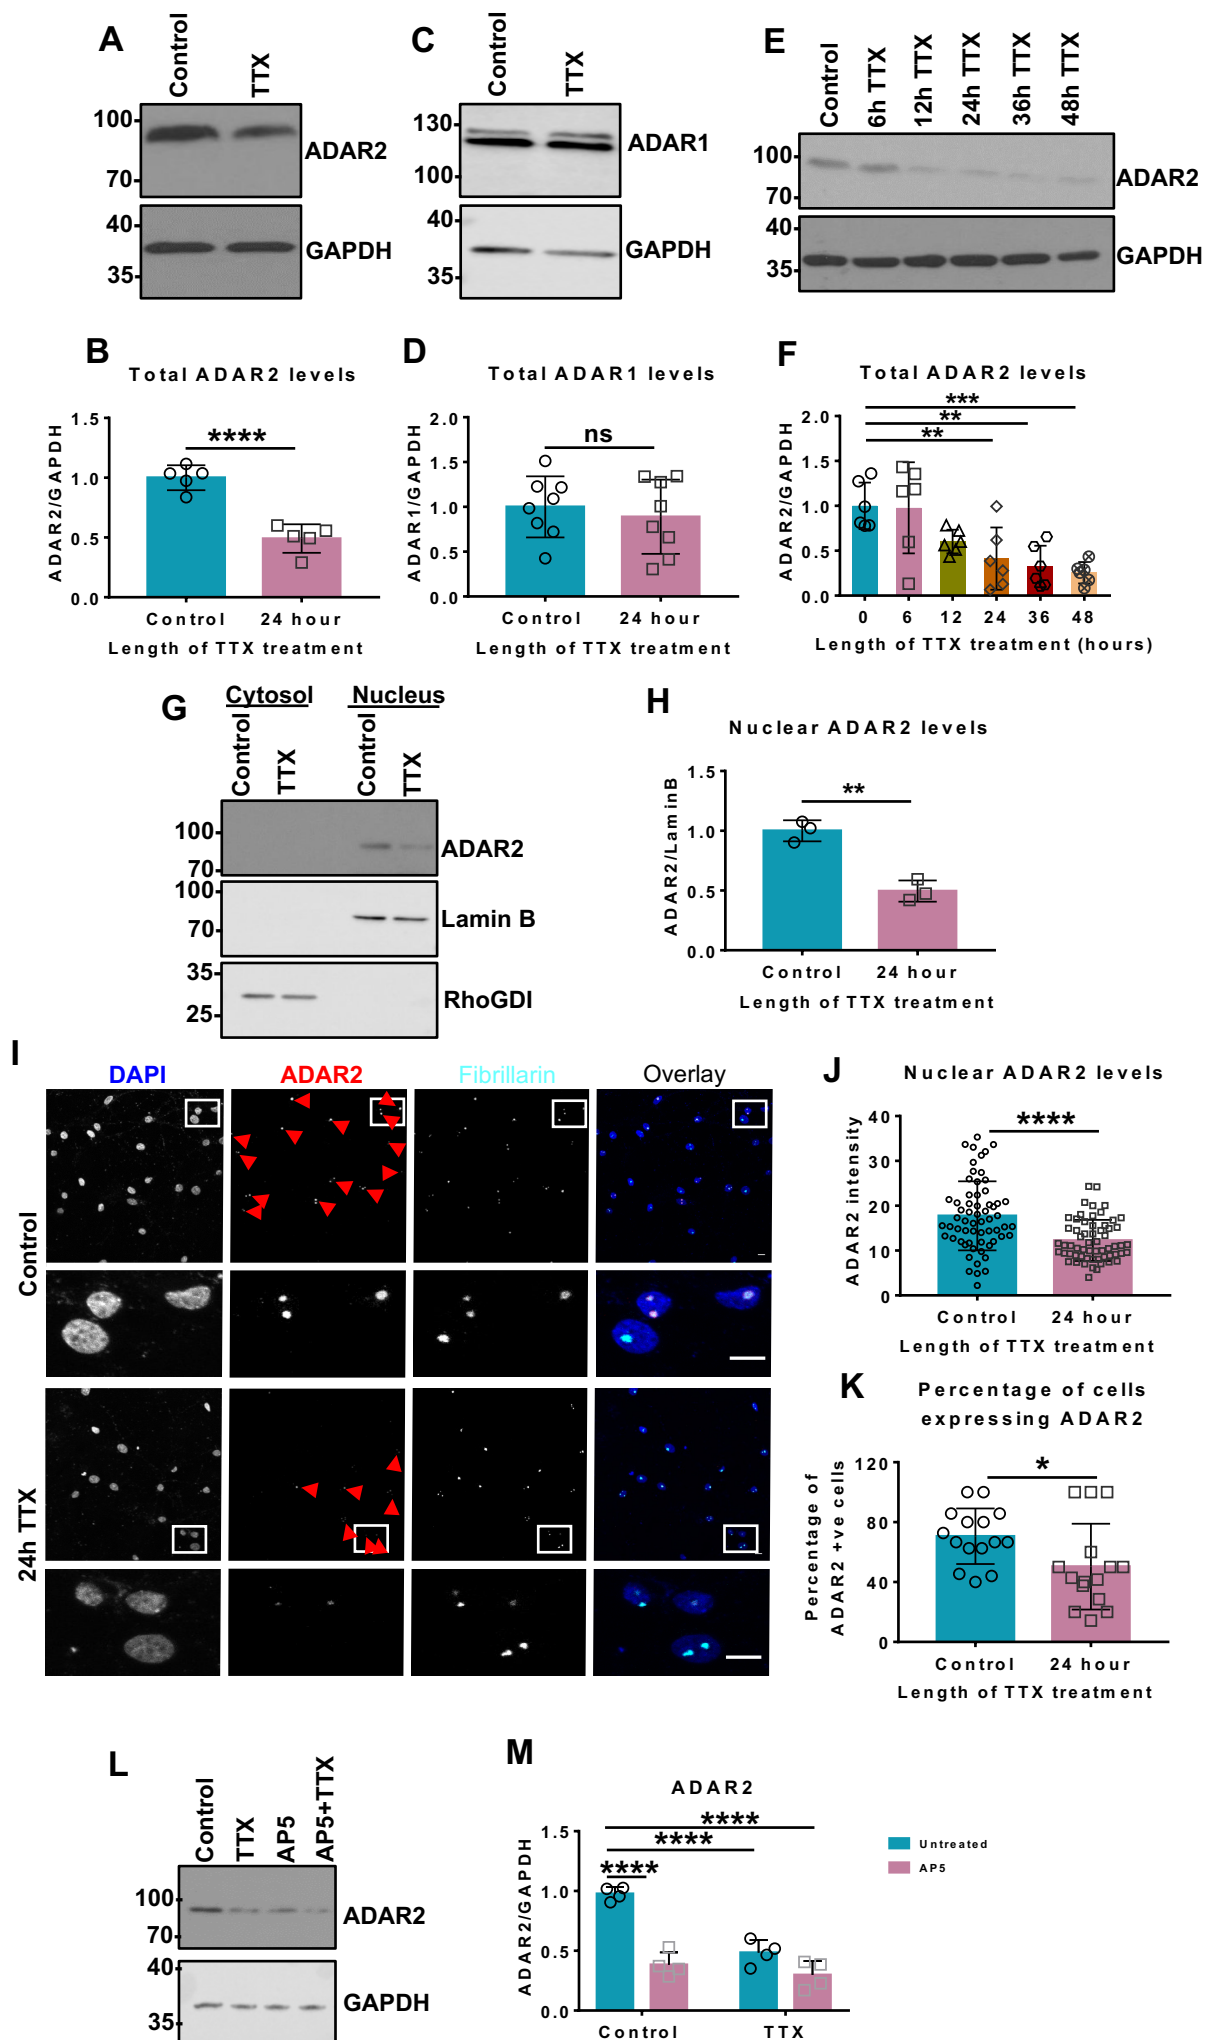 A
Control
TTX
100
70
ADAR2
40
35
GAPDH
C
Control
TTX
130
100
ADAR1
40
35
GAPDH
E
Control
6h TTX
12h TTX
24h TTX
36h TTX
48h TTX
100
70
ADAR2
40
35
GAPDH
B
Total ADAR2 levels
ADAR2/GAPDH
1.5
1.0
0.5
0.0
****
Control
24 hour
Length of TTX treatment
D
Total ADAR1 levels
ADAR1/GAPDH
2.0
1.5
1.0
0.5
0.0
ns
Control
24 hour
Length of TTX treatment
F
Total ADAR2 levels
ADAR2/GAPDH
2.0
1.5
1.0
0.5
0.0
***
**
**
0 6 12 24 36 48
Length of TTX treatment (hours)
G
Cytosol
Nucleus
Control
TTX
Control
TTX
100
70
ADAR2
100
70
Lamin B
35
25
RhoGDI
H
Nuclear ADAR2 levels
ADAR2/LaminB
1.5
1.0
0.5
0.0
**
Control
24 hour
Length of TTX treatment
I
DAPI
ADAR2
Fibrillarin
Overlay
Control
24h TTX
J
Nuclear ADAR2 levels
ADAR2 intensity
40
30
20
10
0
****
Control
24 hour
Length of TTX treatment
K
Percentage of cells
expressing ADAR2
Percentage of
ADAR2 +ve cells
120
80
40
0
*
Control
24 hour
Length of TTX treatment
L
Control
TTX
AP5
AP5+TTX
100
70
ADAR2
40
35
GAPDH
M
ADAR2
ADAR2/GAPDH
1.5
1.0
0.5
0.0
****
****
****
Control
TTX
Untreated
AP5